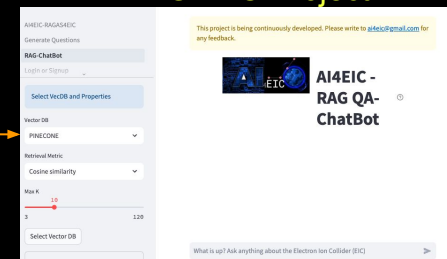 AI4EIC-RAGAS4EIC
Generate Questions
RAG-ChatBot
Login or Signup
Select VecDB and Properties
Vector DB
PINECONE
Retrieval Metric
Cosine similarity
Max K
10
3 120
Select Vector DB
This project is being continuously developed. Please write to ai4eic@gmail.com for
any feedback.
EIC
AI4EIC -
RAG QA-
ChatBot
What is up? Ask anything about the Electron Ion Collider (EIC)